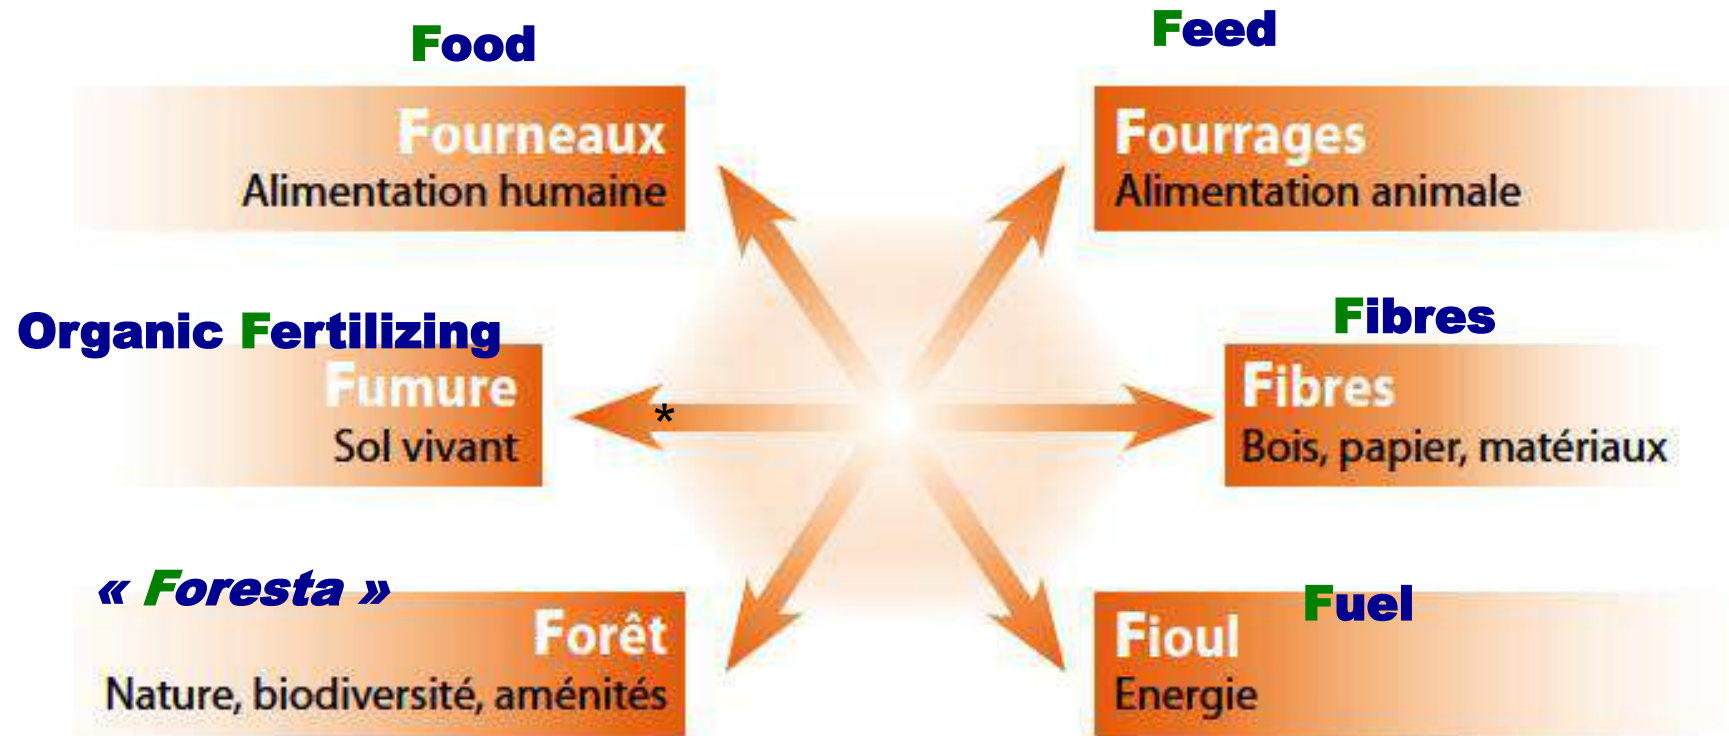 Food
Fourneaux
Alimentation humaine
Feed
Fourrages
Alimentation animale
Organic Fertilizing
Fumure
Sol vivant
*
Fibres
Fibres
Bois, papier, matériaux
« Foresta »
Forêt
Nature, biodiversité, aménités
Fuel
Fioul
Energie